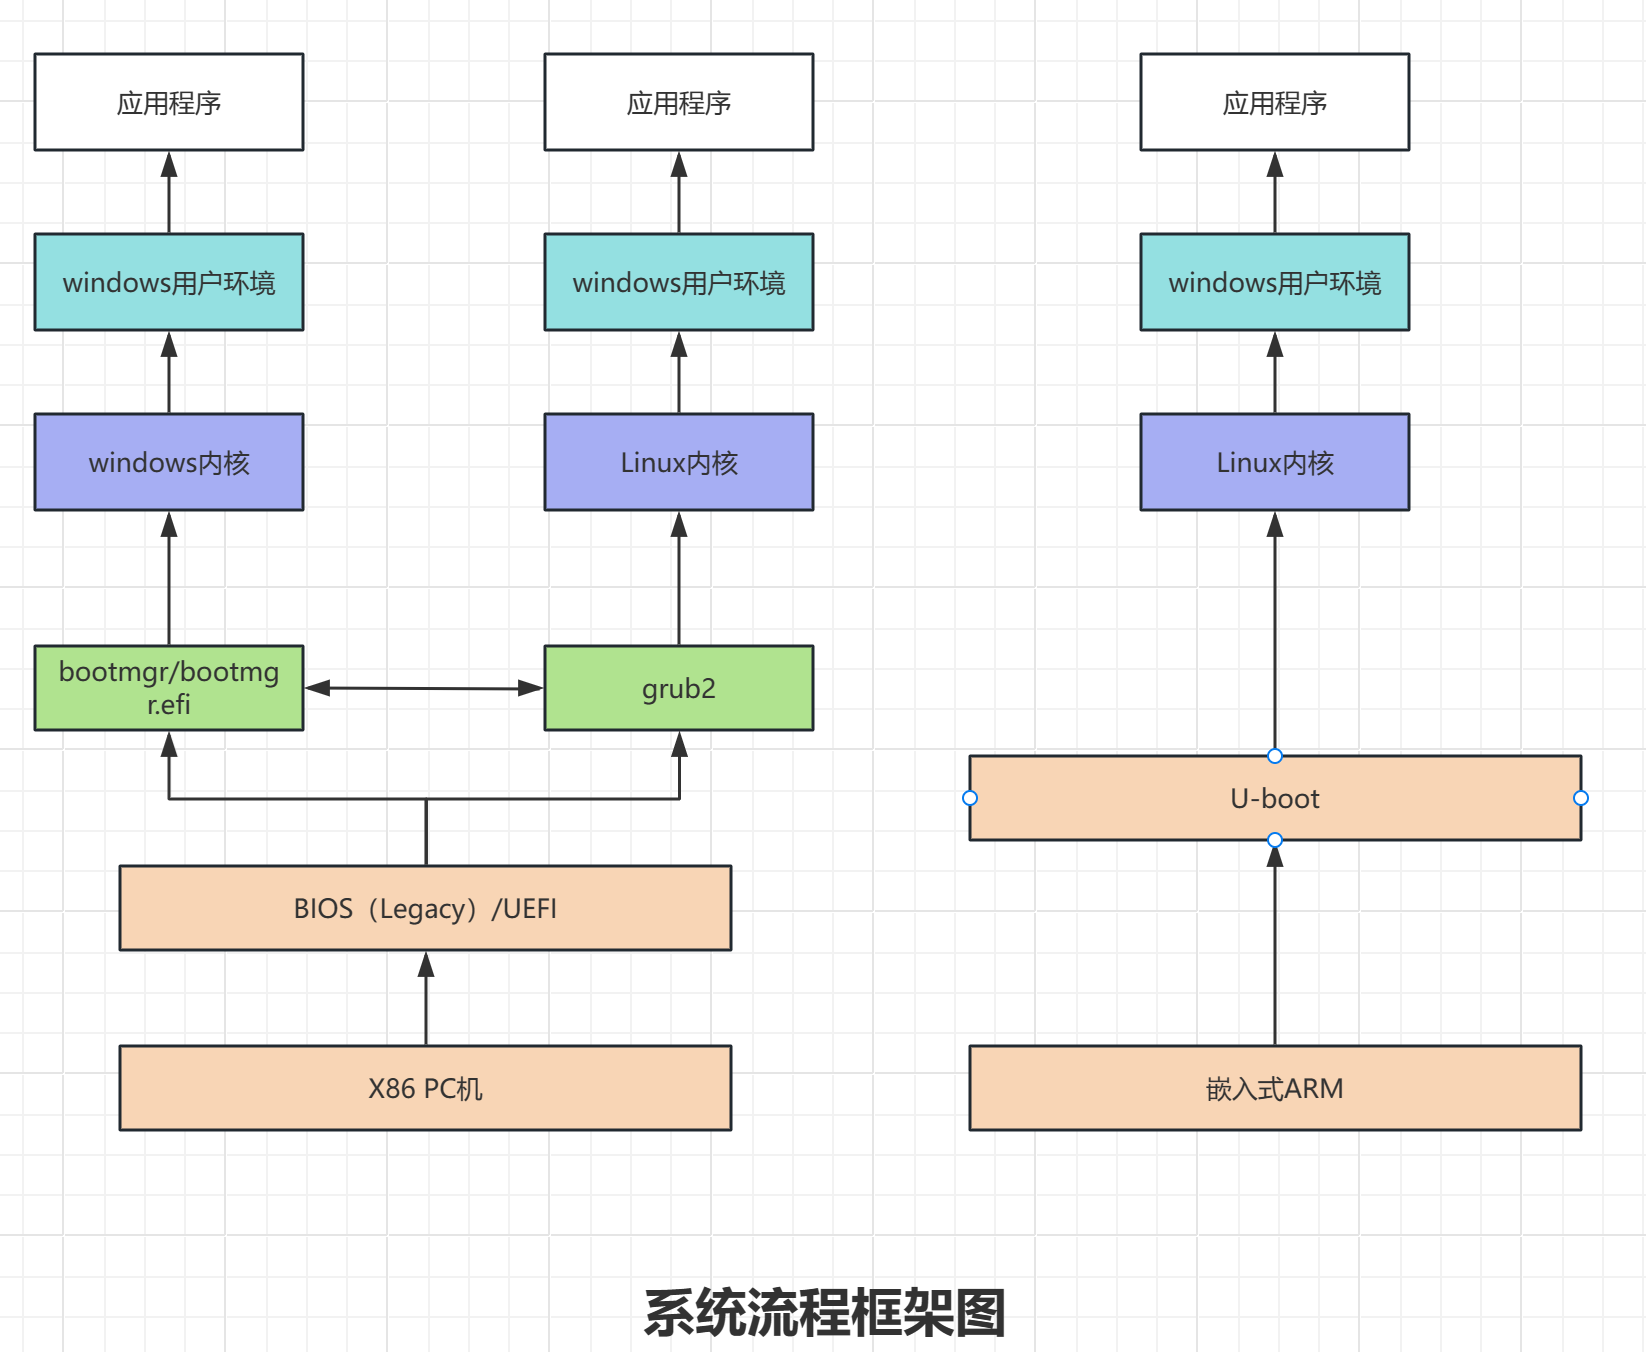 应用程序
应用程序
应用程序
windows用户环境
windows用户环境
windows用户环境
windows内核
Linux内核
Linux内核
bootmgr/bootmg
r.efi
grub2
U-boot
BIOS（Legacy）/UEFI
X86 PC机
嵌入式ARM
系统流程框架图